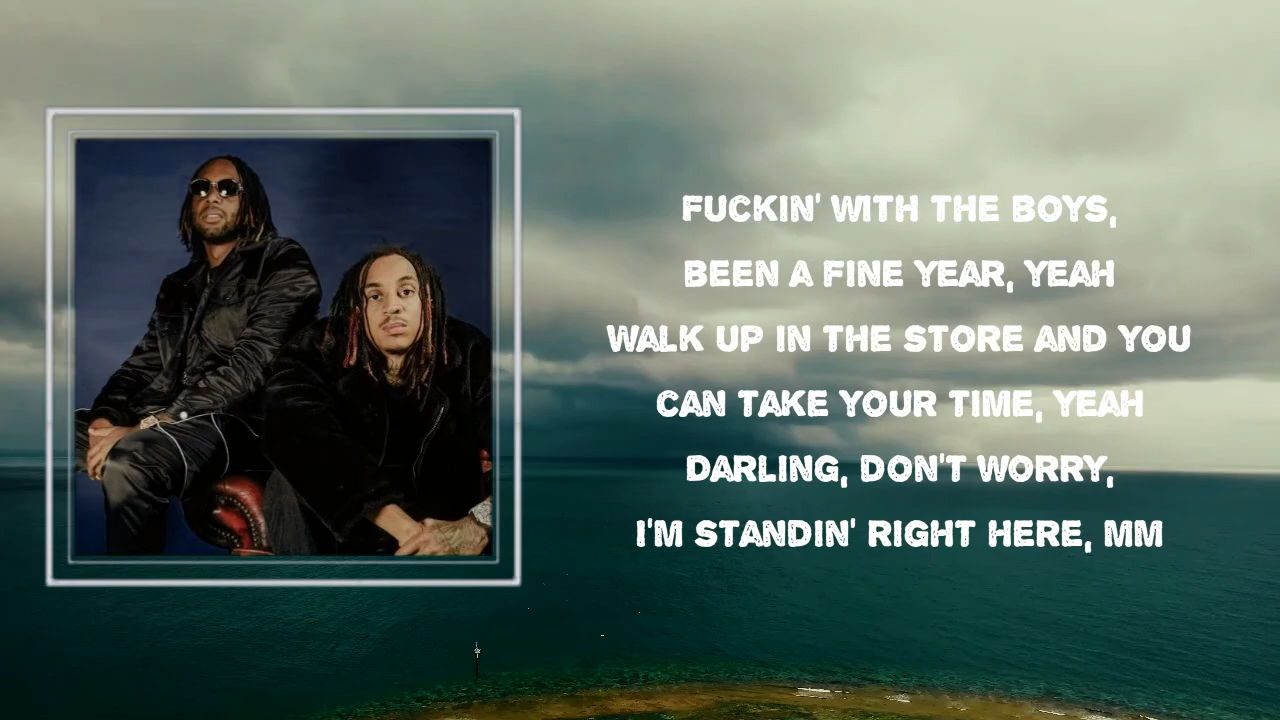 FUCKIN' WITH THE BOYS,
BEEN A FINE YEAR, YEAH
WALK UP IN THE STORE AND YOU
CAN TAKE YOUR TIME, YEAH
DARLING, DON'T WORRY,
I'M STANDIN' RIGHT HERE, MM